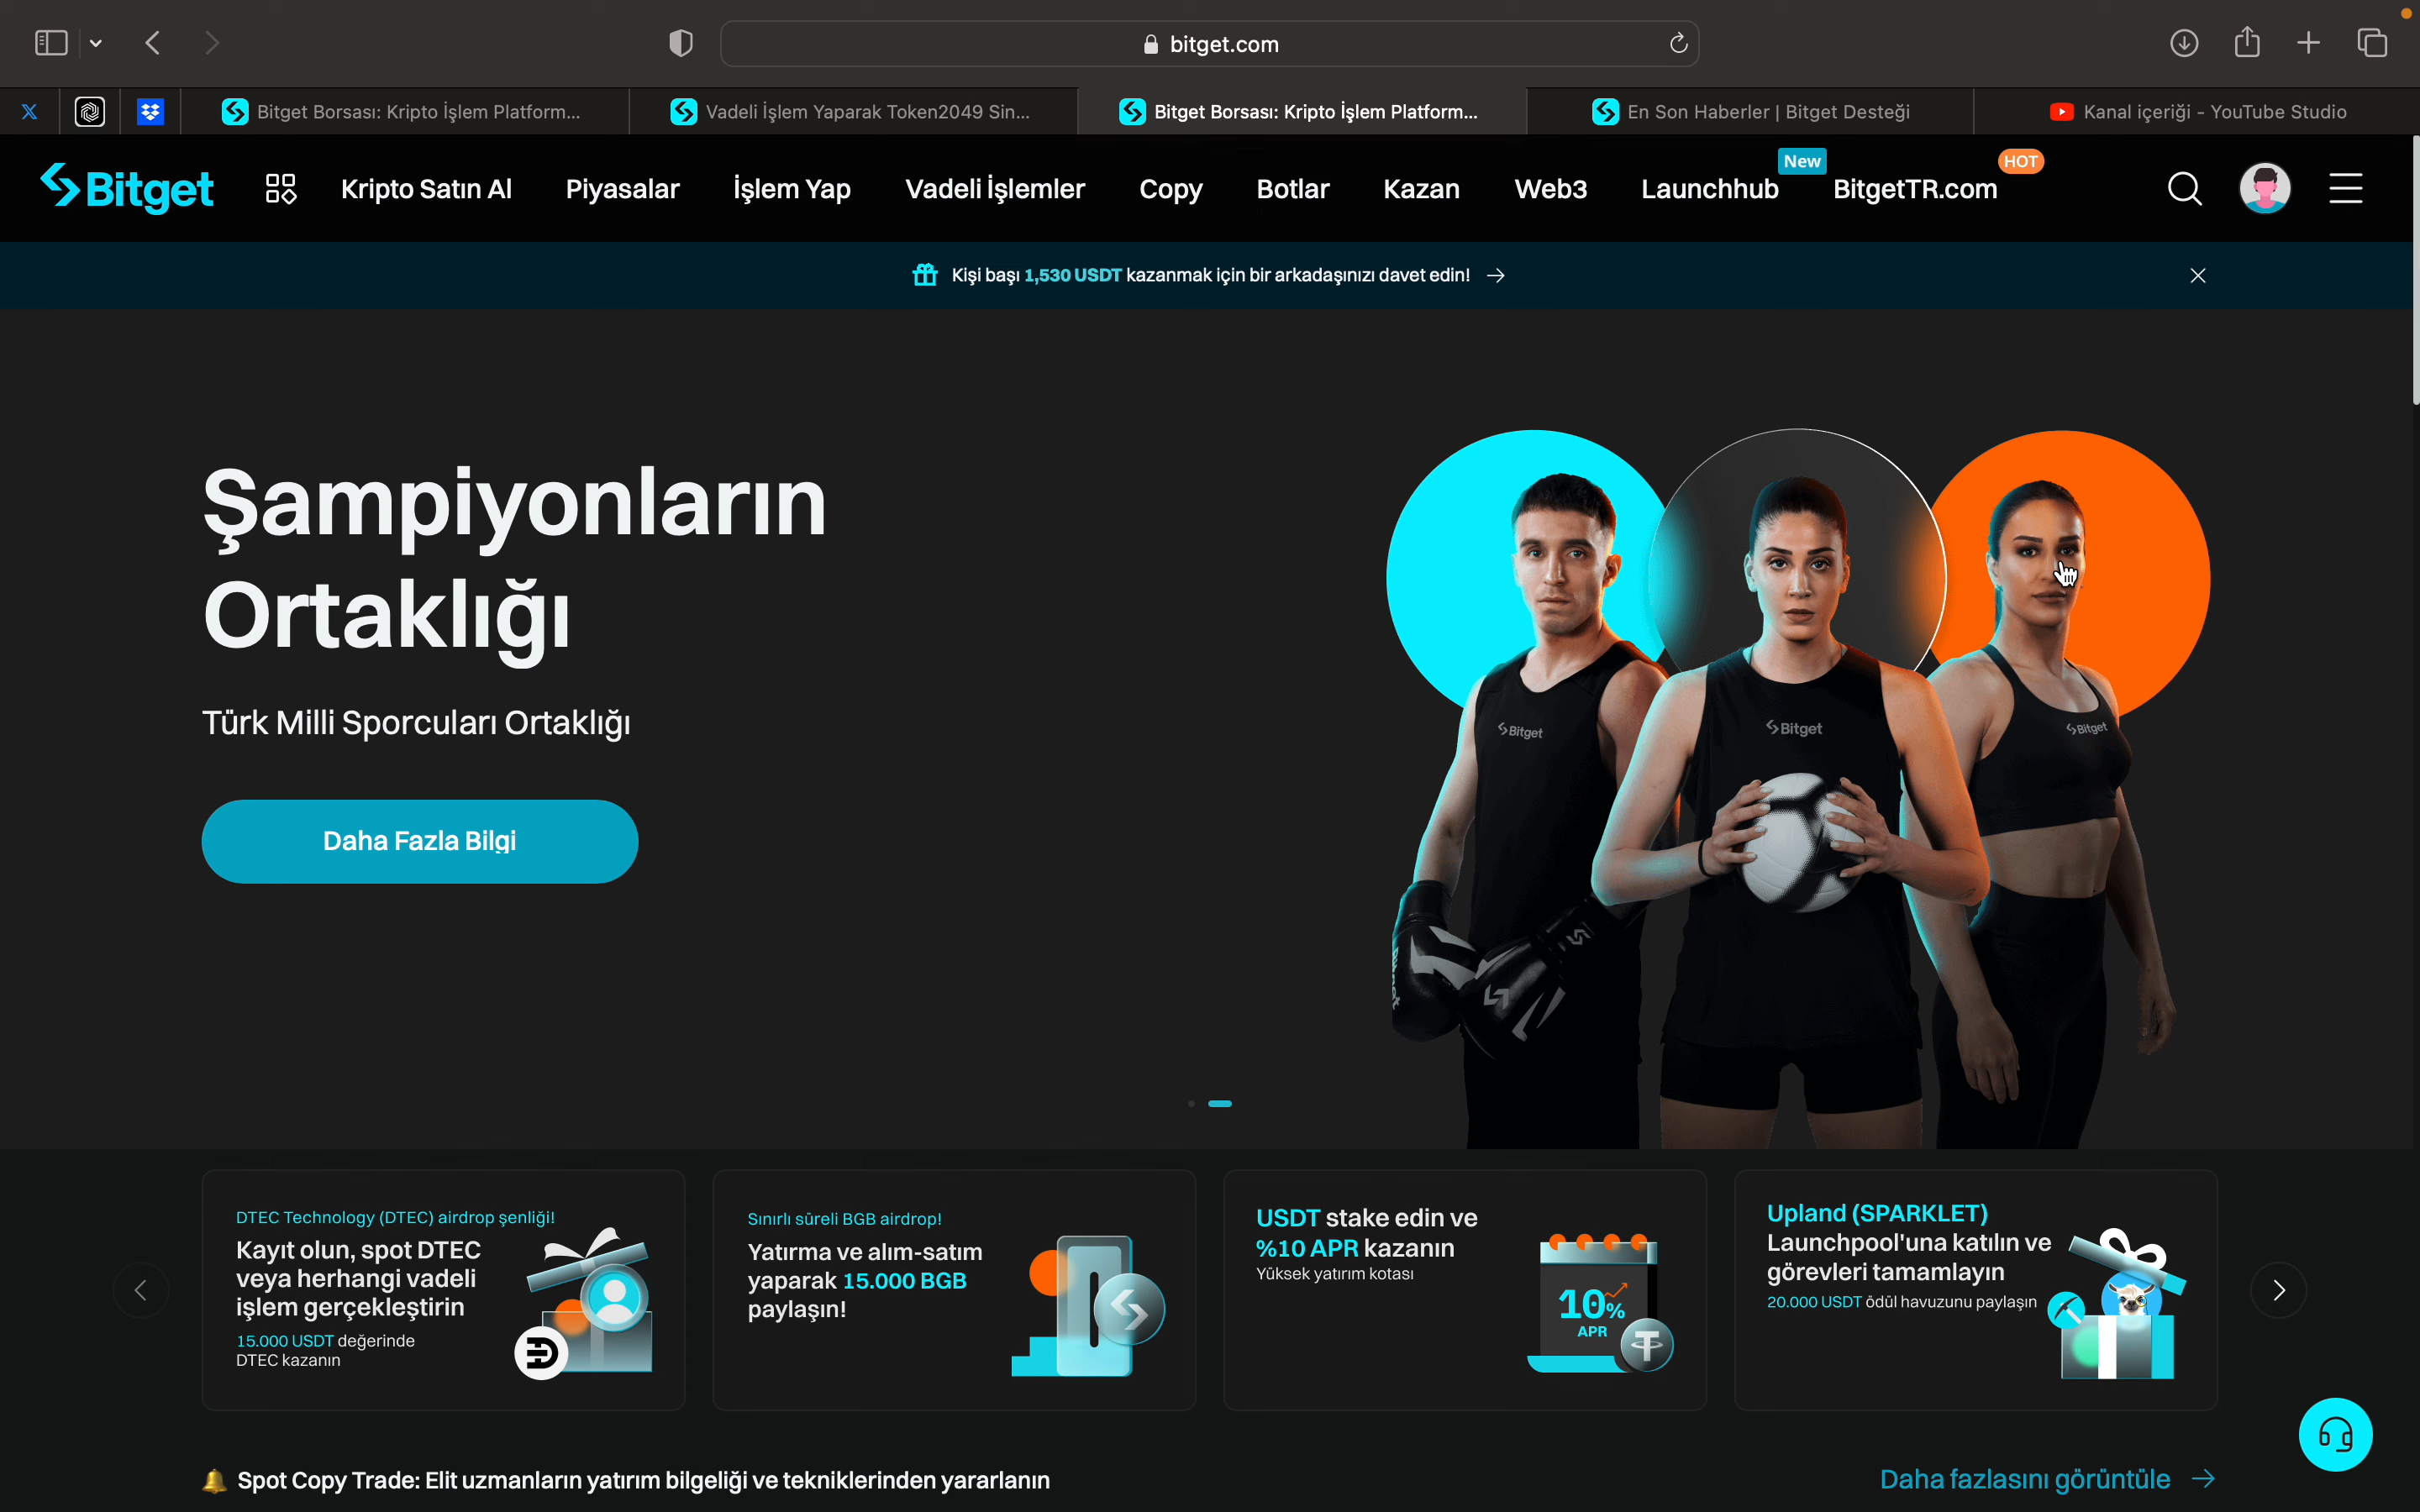 bitget.com
Bitget Borsası: Kripto İşlem Platform...
Vadeli İşlem Yaparak Token2049 Sin...
Bitget Borsası: Kripto İşlem Platform...
En Son Haberler | Bitget Desteği
Kanal içeriği – YouTube Studio
Bitget
Kripto Satın Al
Piyasalar
İşlem Yap
Vadeli İşlemler
Copy
Botlar
Kazan
Web3
Launchhub
New
BitgetTR.com
HOT
Kişi başı 1,530 USDT kazanmak için bir arkadaşınızı davet edin!
Şampiyonların
Ortaklığı
Türk Milli Sporcuları Ortaklığı
Daha Fazla Bilgi
Bitget
Bitget
Bitget
DTEC Technology (DTEC) airdrop şenliği!
Kayıt olun, spot DTEC
veya herhangi vadeli
işlem gerçekleştirin
15.000 USDT değerinde
DTEC kazanın
Sınırlı süreli BGB airdrop!
Yatırma ve alım-satım
yaparak 15.000 BGB
paylaşın!
USDT stake edin ve
%10 APR kazanın
Yüksek yatırım kotası
10%
APR
Upland (SPARKLET)
Launchpool'una katılın ve
görevleri tamamlayın
20.000 USDT ödül havuzunu paylaşın
Spot Copy Trade: Elit uzmanların yatırım bilgeliği ve tekniklerinden yararlanın
Daha fazlasını görüntüle